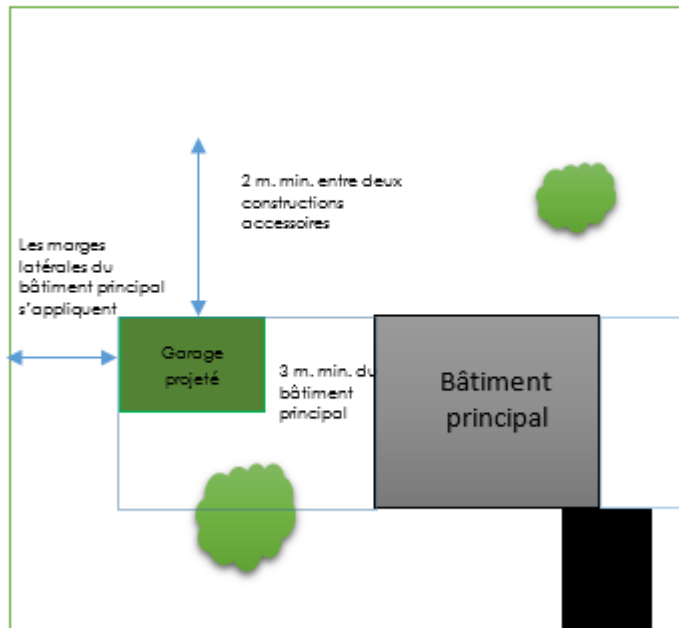 2 m. min. entre deux
constructions
accessoires
Les marges
latérales du
bâtiment principal
s'appliquent
Garage
projeté
3 m. min. du
bâtiment
principal
Bâtiment
principal